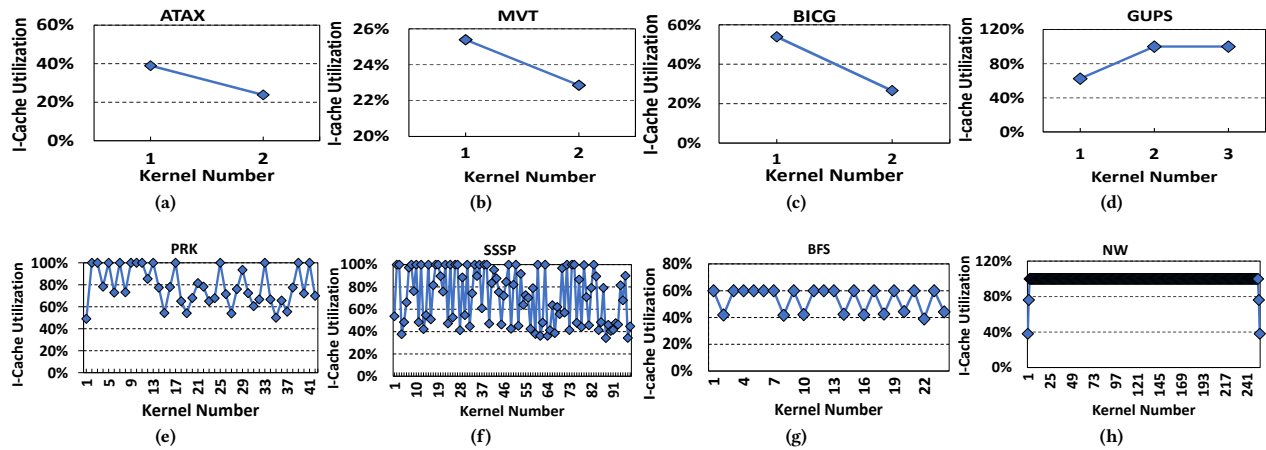 ATAX
I-Cache Utilization
60%
40%
20%
0%
1 2
Kernel Number
(a)
MVT
I-cache Utilization
26%
24%
22%
20%
1 2
Kernel Number
(b)
BICG
I-Cache Utilization
60%
40%
20%
0%
1 2
Kernel Number
(c)
GUPS
I-Cache Utilization
120%
80%
40%
0%
1 2 3
Kernel Number
(d)
PRK
I-Cache Utilization
100%
80%
60%
40%
20%
0%
1 5 9 13 17 21 25 29 33 37 41
Kernel Number
(e)
SSSP
I-Cache Utilization
100%
80%
60%
40%
20%
0%
1 10 19 28 37 46 55 64 73 82 91
Kernel Number
(f)
BFS
I-cache Utilization
80%
60%
40%
20%
0%
1 4 7 10 13 16 19 22
Kernel Number
(g)
NW
I-cache Utilization
120%
80%
40%
0%
1 25 49 73 97 121 145 169 193 217 241
Kernel Number
(h)